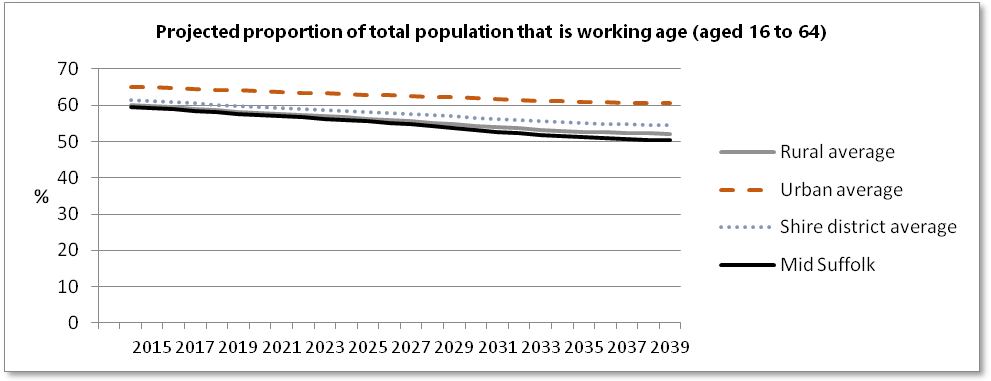 Projected proportion of total population that is working age (aged 16 to 64)
70
60
50
40
30
20
10
0
%
2015 2017 2019 2021 2023 2025 2027 2029 2031 2033 2035 2037 2039
Rural average
Urban average
Shire district average
Mid Suffolk